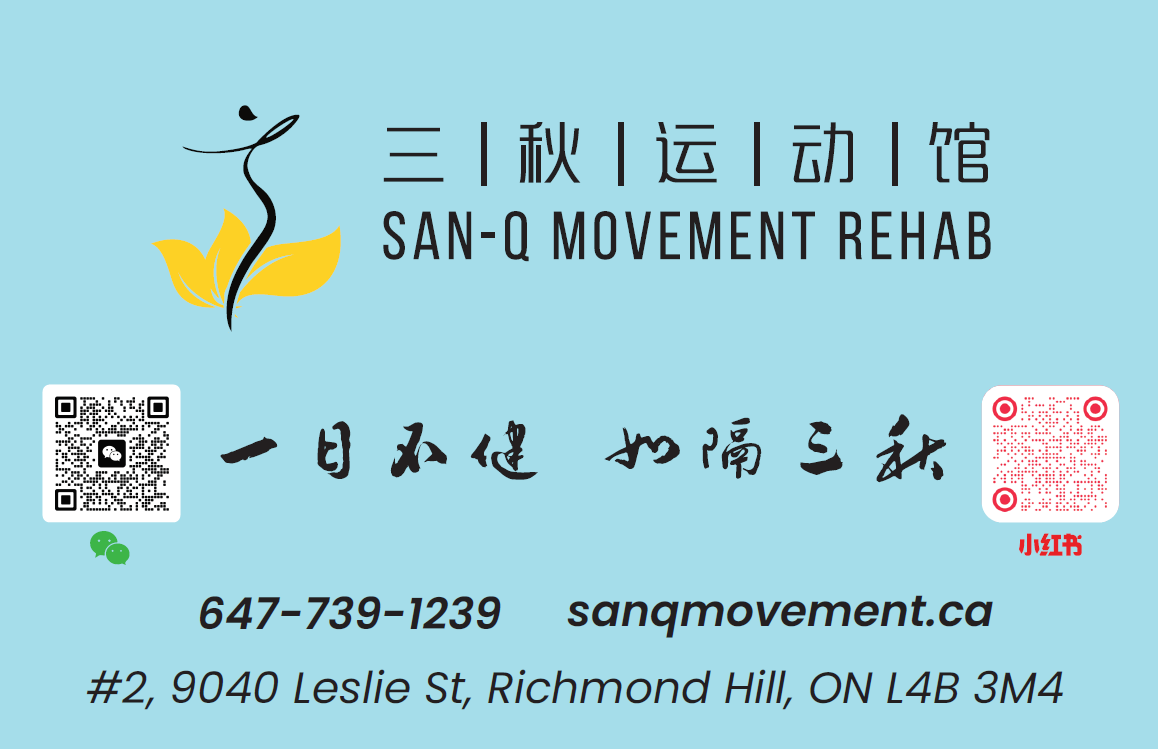 三|秋|运|动|馆
SAN-Q MOVEMENT REHAB
一日不健 如隔三秋
小红书
647-739-1239 sanqmovement.ca
#2, 9040 Leslie St, Richmond Hill, ON L4B 3M4